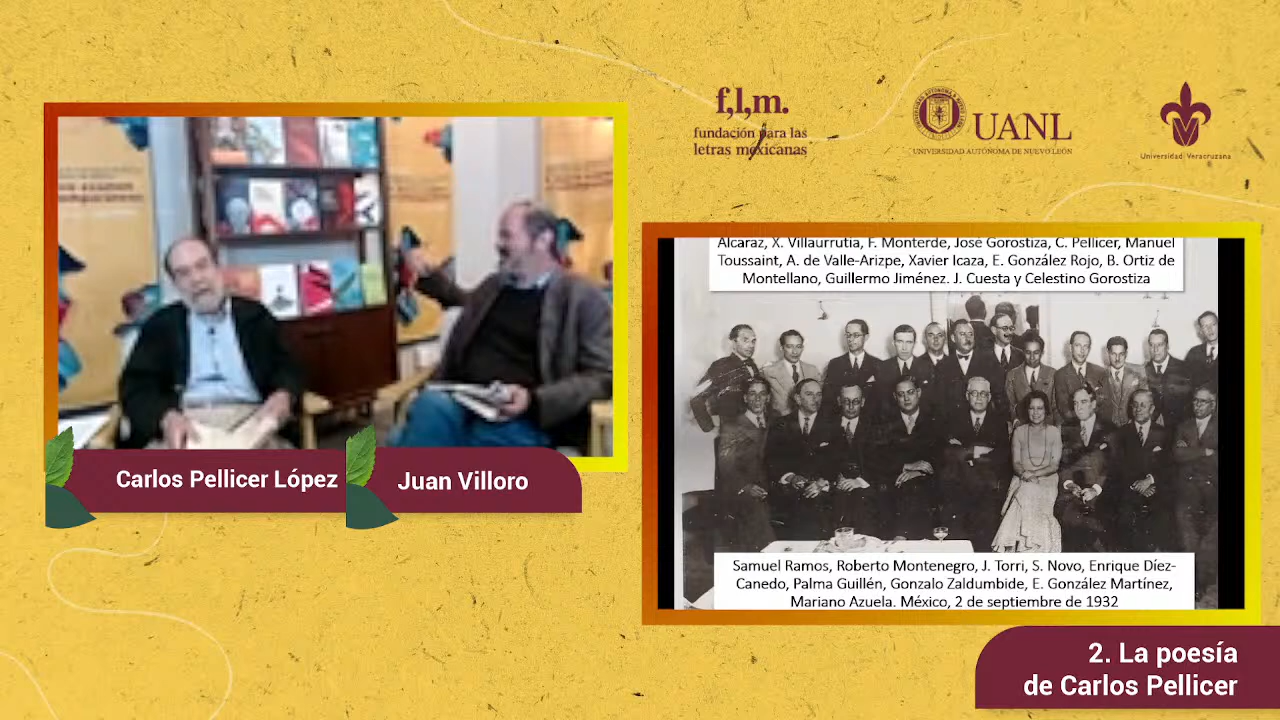 f,l,m.
fundación para las
letras mexicanas
UANL
UNIVERSIDAD AUTÓNOMA DE NUEVO LEÓN
Universidad Veracruzana
Alcaraz, X. Villaurrutia, F. Monterde, José Gorostiza, C. Pellicer, Manuel
Toussaint, A. de Valle-Arizpe, Xavier Icaza, E. González Rojo, B. Ortiz de
Montellano, Guillermo Jiménez. J. Cuesta y Celestino Gorostiza
Carlos Pellicer López
Juan Villoro
Samuel Ramos, Roberto Montenegro, J. Torri, S. Novo, Enrique Díez-
Canedo, Palma Guillén, Gonzalo Zaldumbide, E. González Martínez,
Mariano Azuela. México, 2 de septiembre de 1932
2. La poesía
de Carlos Pellicer